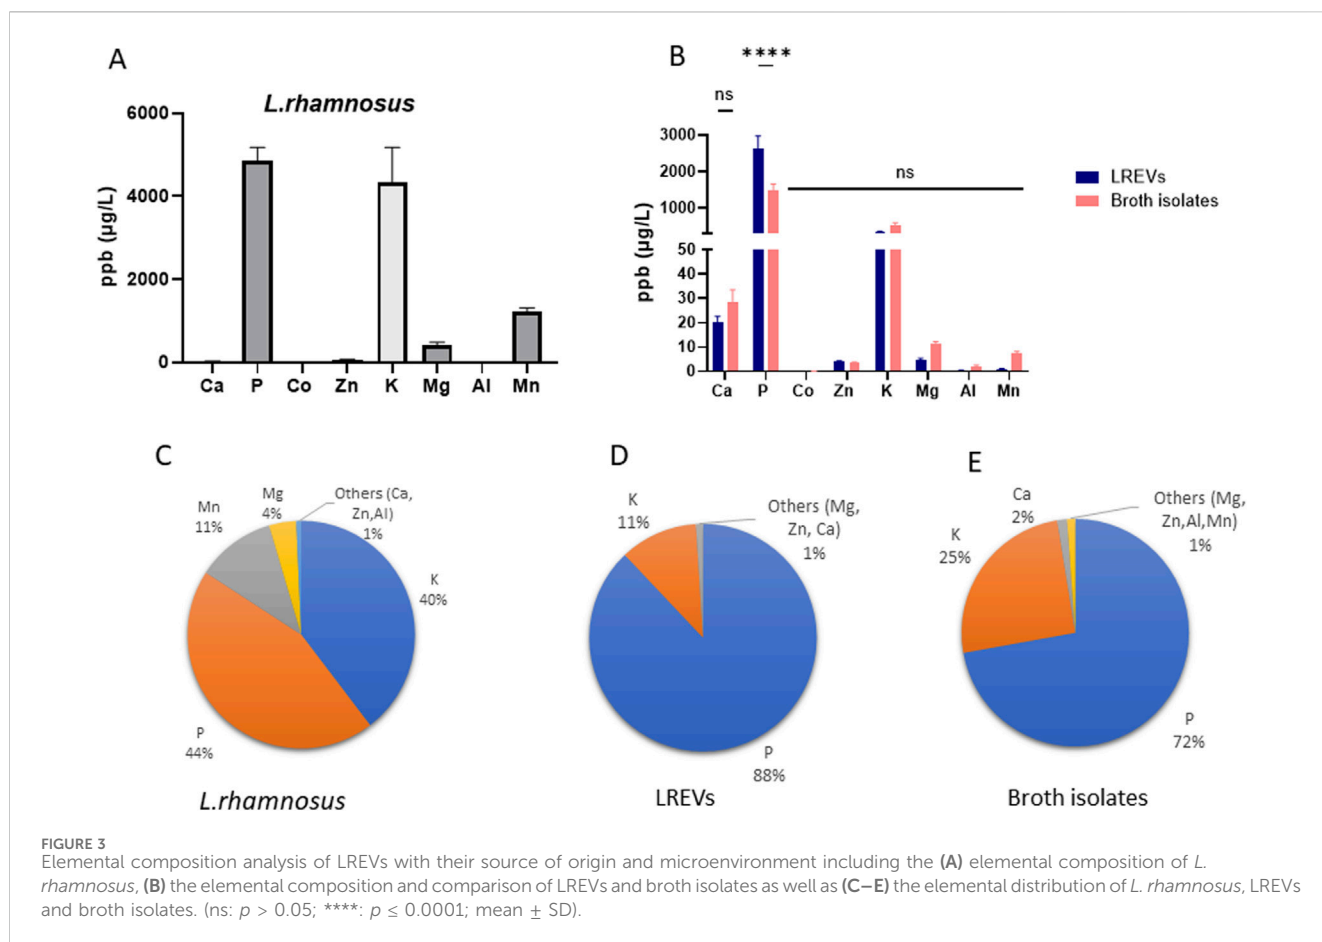 A
L.rhamnosus
ppb (µg/L)
6000
4000
2000
0
Ca P Co Zn K Mg Al Mn
B
****
ns
ns
ppb (µg/L)
3000
2000
1000
50
40
30
20
10
0
Ca P Co Zn K Mg Al Mn
LREVs
Broth isolates
C
Mn
11%
Mg
4%
Others (Ca,
Zn,Al)
1%
K
40%
P
44%
L.rhamnosus
D
K
11%
Others (Mg,
Zn, Ca)
1%
P
88%
LREVs
E
Ca
2%
Others (Mg,
Zn,Al,Mn)
1%
K
25%
P
72%
Broth isolates
FIGURE 3
Elemental composition analysis of LREVs with their source of origin and microenvironment including the (A) elemental composition of L.
rhamnosus, (B) the elemental composition and comparison of LREVs and broth isolates as well as (C–E) the elemental distribution of L. rhamnosus, LREVs
and broth isolates. (ns: p > 0.05; ****: p ≤ 0.0001; mean ± SD).